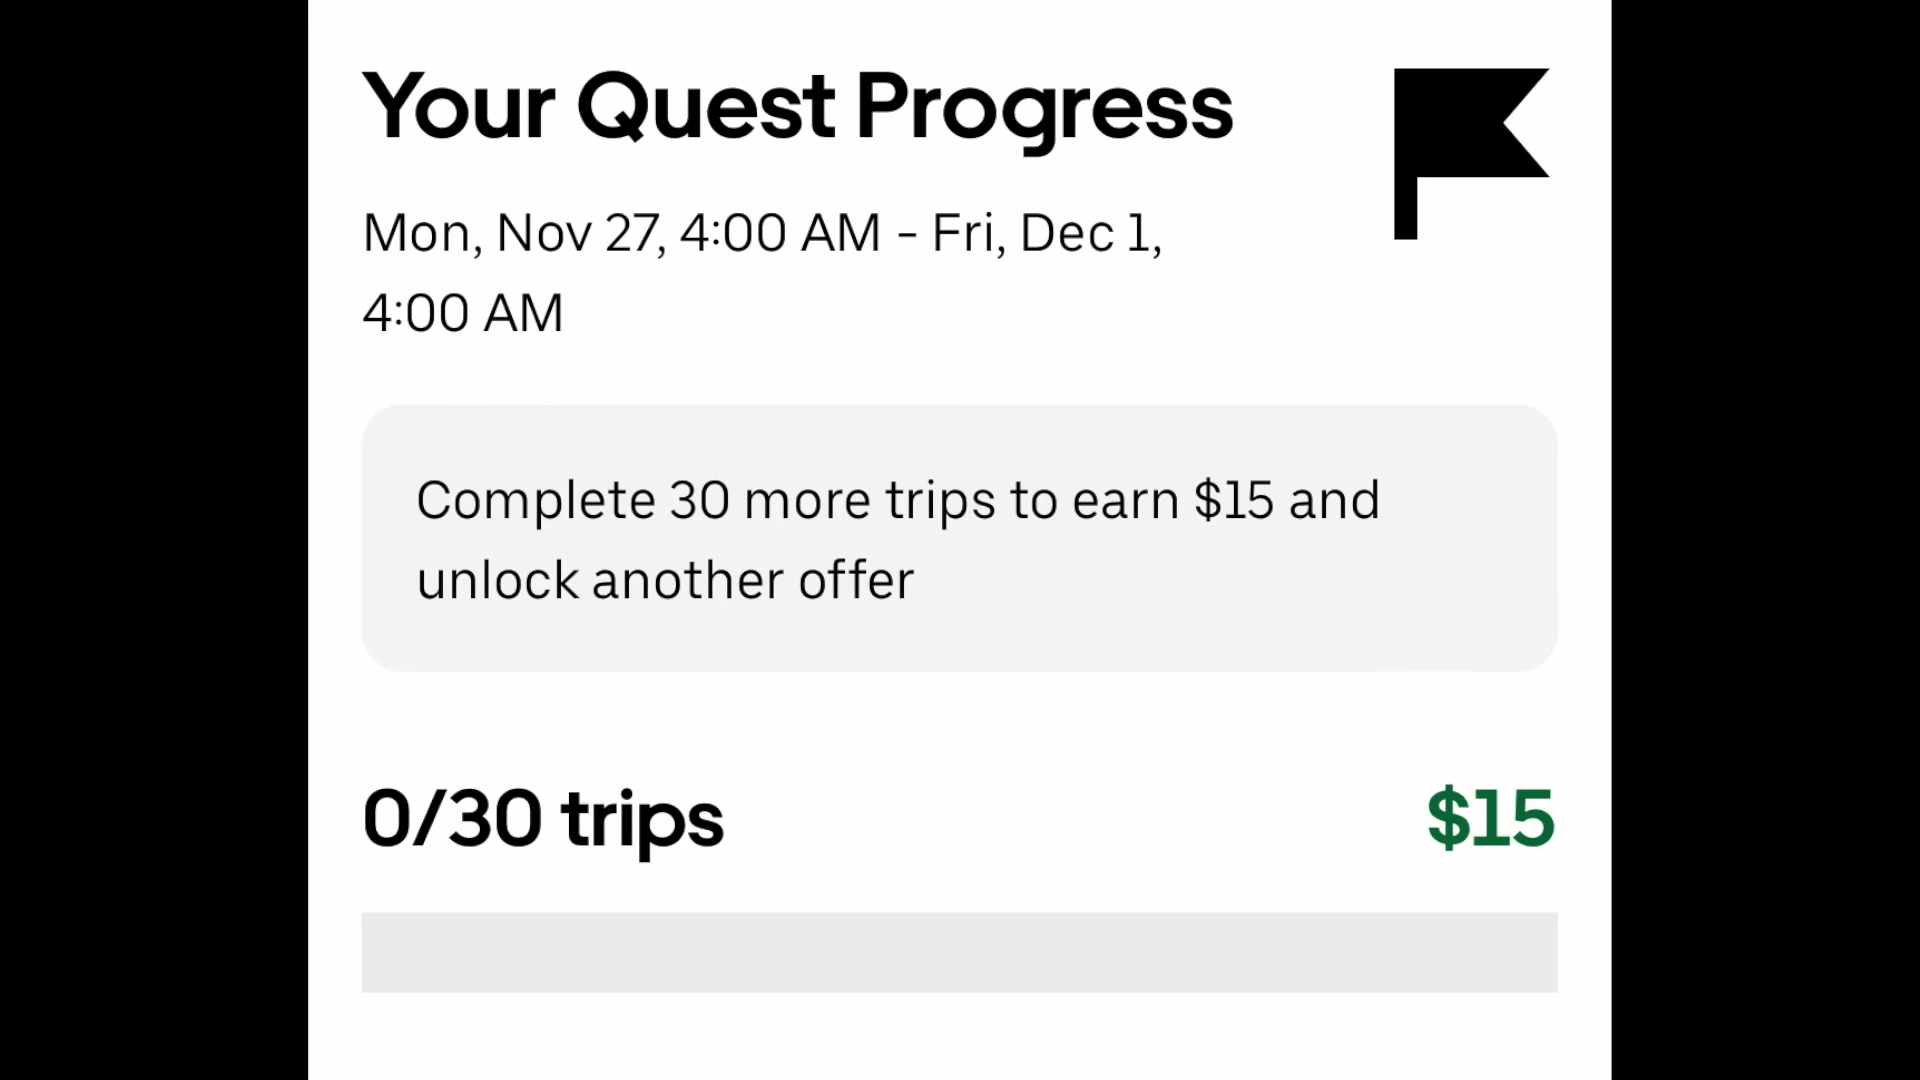 Your Quest Progress
Mon, Nov 27, 4:00 AM - Fri, Dec 1,
4:00 AM
Complete 30 more trips to earn $15 and
unlock another offer
0/30 trips
$15